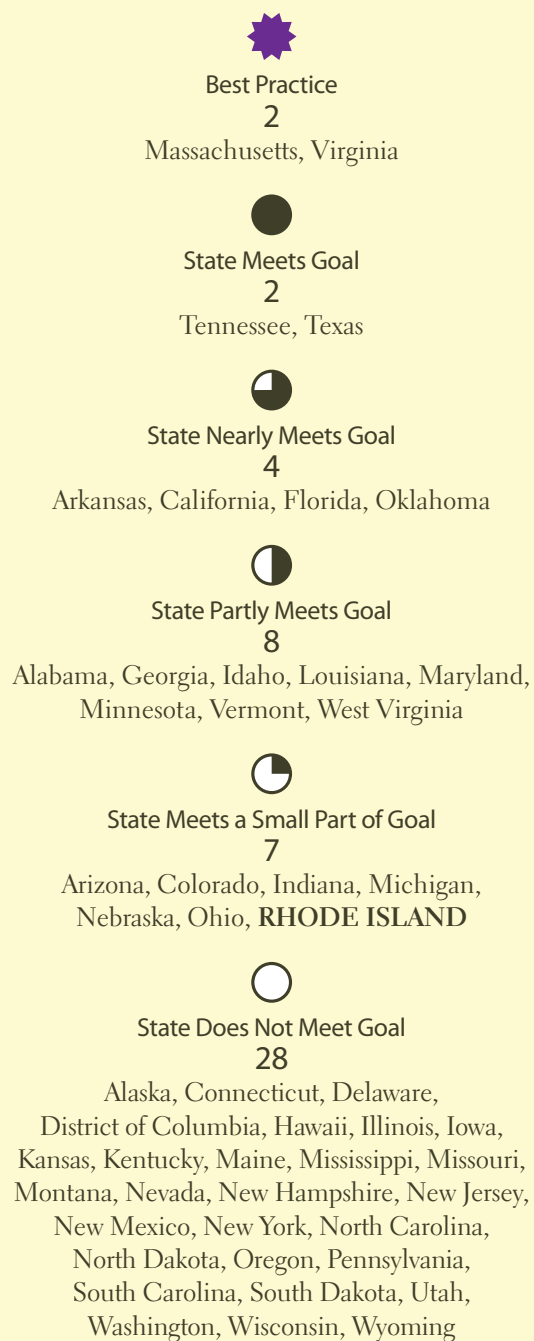 Best Practice
2
Massachusetts, Virginia
State Meets Goal
2
Tennessee, Texas
State Nearly Meets Goal
4
Arkansas, California, Florida, Oklahoma
State Partly Meets Goal
8
Alabama, Georgia, Idaho, Louisiana, Maryland,
Minnesota, Vermont, West Virginia
State Meets a Small Part of Goal
7
Arizona, Colorado, Indiana, Michigan,
Nebraska, Ohio, RHODE ISLAND
State Does Not Meet Goal
28
Alaska, Connecticut, Delaware,
District of Columbia, Hawaii, Illinois, Iowa,
Kansas, Kentucky, Maine, Mississippi, Missouri,
Montana, Nevada, New Hampshire, New Jersey,
New Mexico, New York, North Carolina,
North Dakota, Oregon, Pennsylvania,
South Carolina, South Dakota, Utah,
Washington, Wisconsin, Wyoming